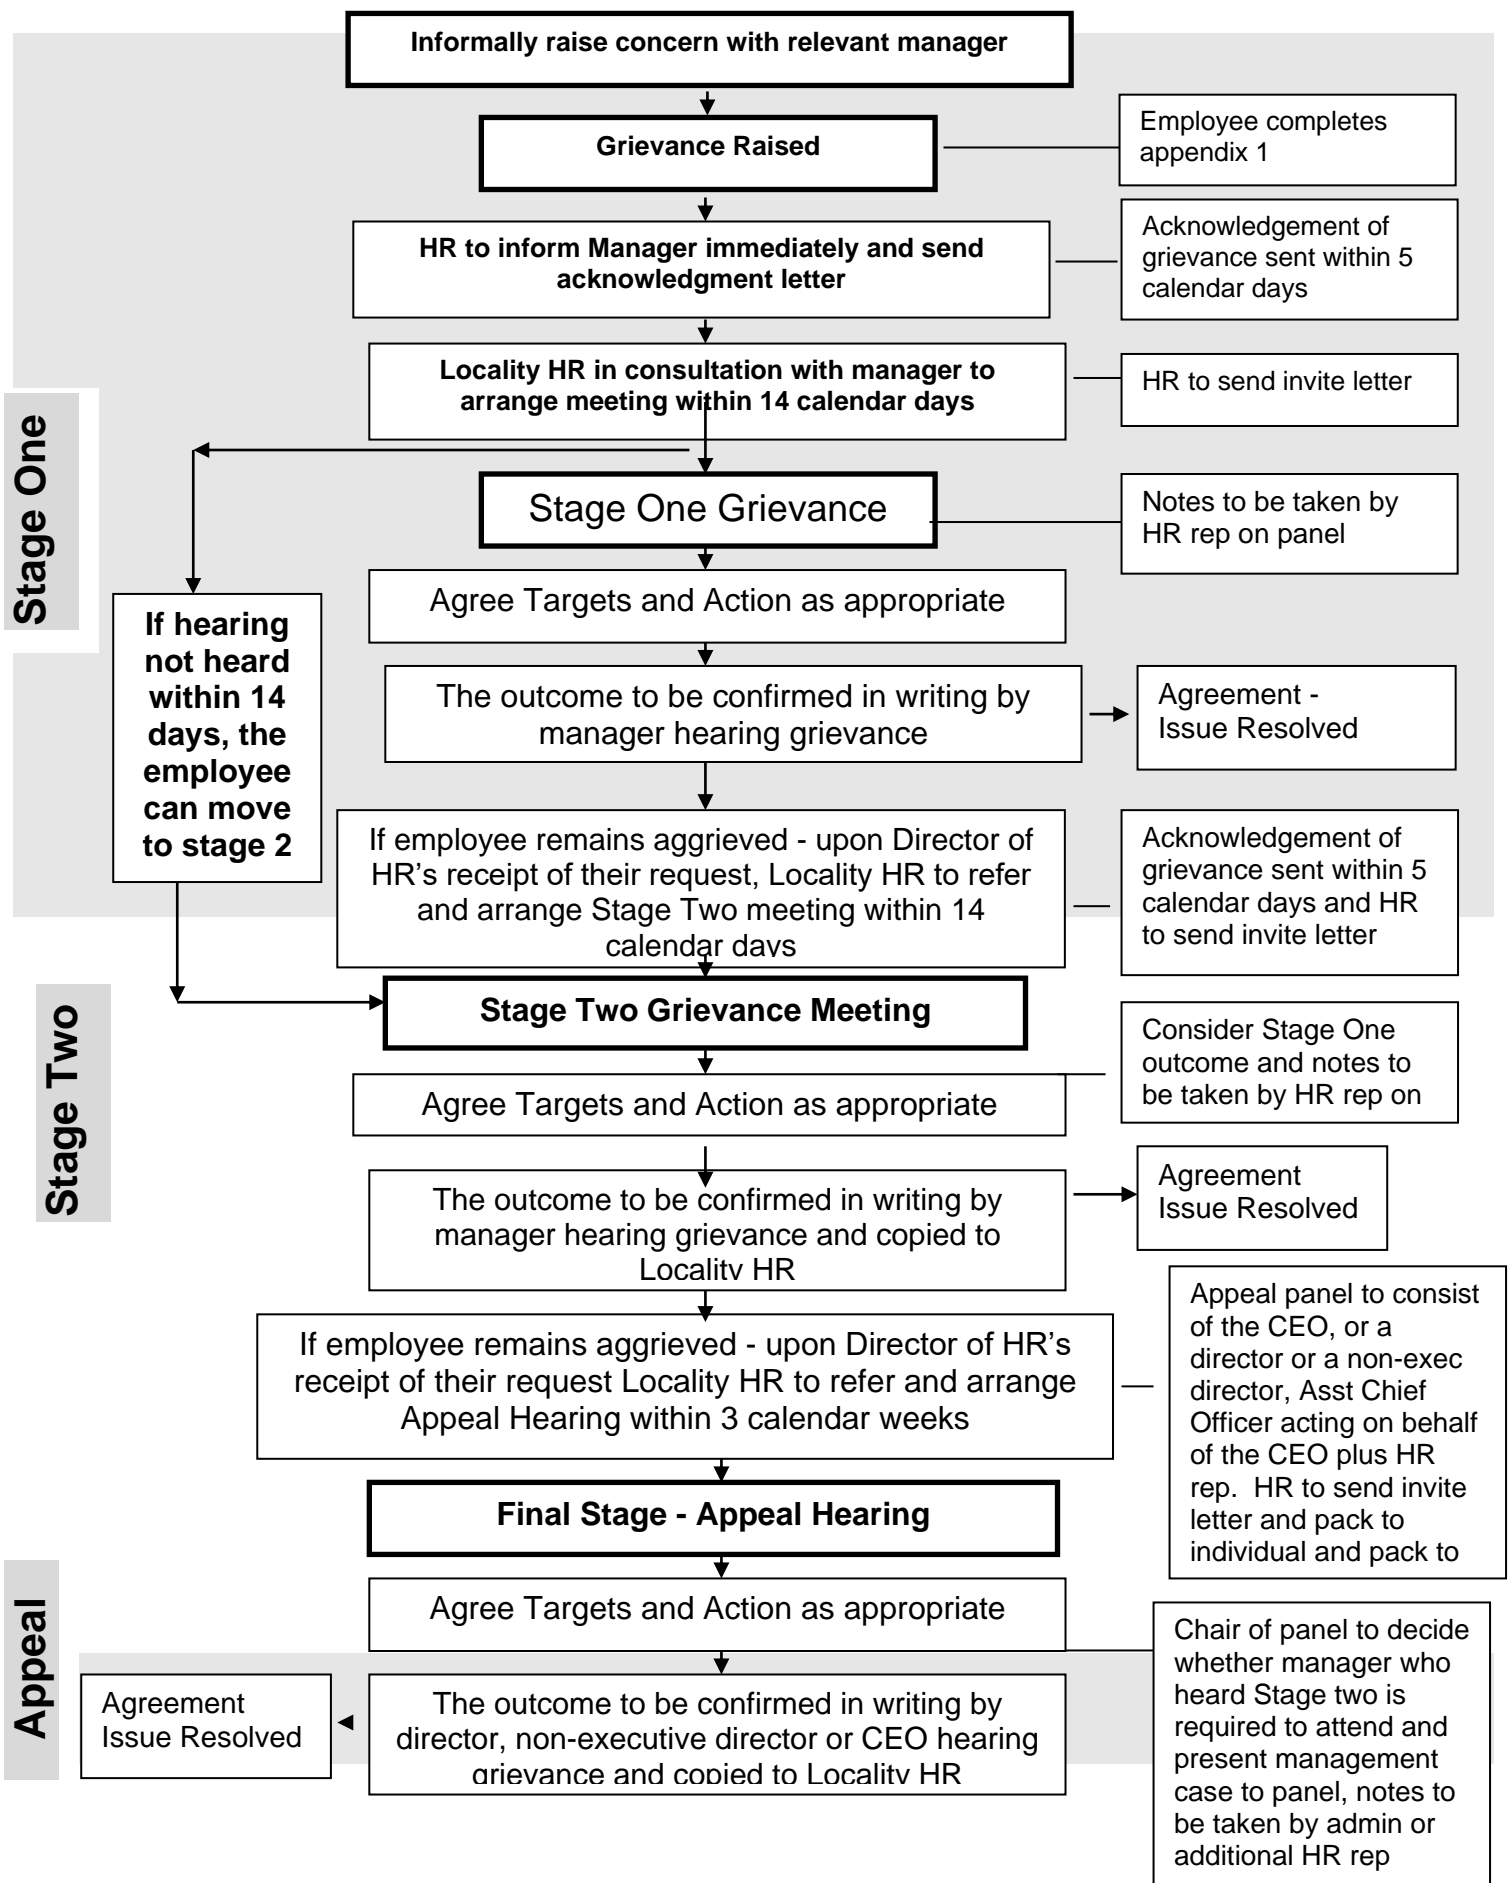 Informally raise concern with relevant manager
Grievance Raised
Employee completes
appendix 1
HR to inform Manager immediately and send
acknowledgment letter
Acknowledgement of
grievance sent within 5
calendar days
Locality HR in consultation with manager to
arrange meeting within 14 calendar days
HR to send invite letter
Stage One
Stage One Grievance
Notes to be taken by
HR rep on panel
Agree Targets and Action as appropriate
If hearing
not heard
within 14
days, the
employee
can move
to stage 2
The outcome to be confirmed in writing by
manager hearing grievance
Agreement -
Issue Resolved
If employee remains aggrieved - upon Director of
HR's receipt of their request, Locality HR to refer
and arrange Stage Two meeting within 14
calendar days
Acknowledgement of
grievance sent within 5
calendar days and HR
to send invite letter
Stage Two
Stage Two Grievance Meeting
Consider Stage One
outcome and notes to
be taken by HR rep on
Agree Targets and Action as appropriate
The outcome to be confirmed in writing by
manager hearing grievance and copied to
Locality HR
Agreement
Issue Resolved
If employee remains aggrieved - upon Director of HR's
receipt of their request Locality HR to refer and arrange
Appeal Hearing within 3 calendar weeks
Appeal panel to consist
of the CEO, or a
director or a non-exec
director, Asst Chief
Officer acting on behalf
of the CEO plus HR
rep.  HR to send invite
letter and pack to
individual and pack to
Final Stage - Appeal Hearing
Appeal
Agree Targets and Action as appropriate
Chair of panel to decide
whether manager who
heard Stage two is
required to attend and
present management
case to panel, notes to
be taken by admin or
additional HR rep
The outcome to be confirmed in writing by
director, non-executive director or CEO hearing
grievance and copied to Locality HR
Agreement
Issue Resolved